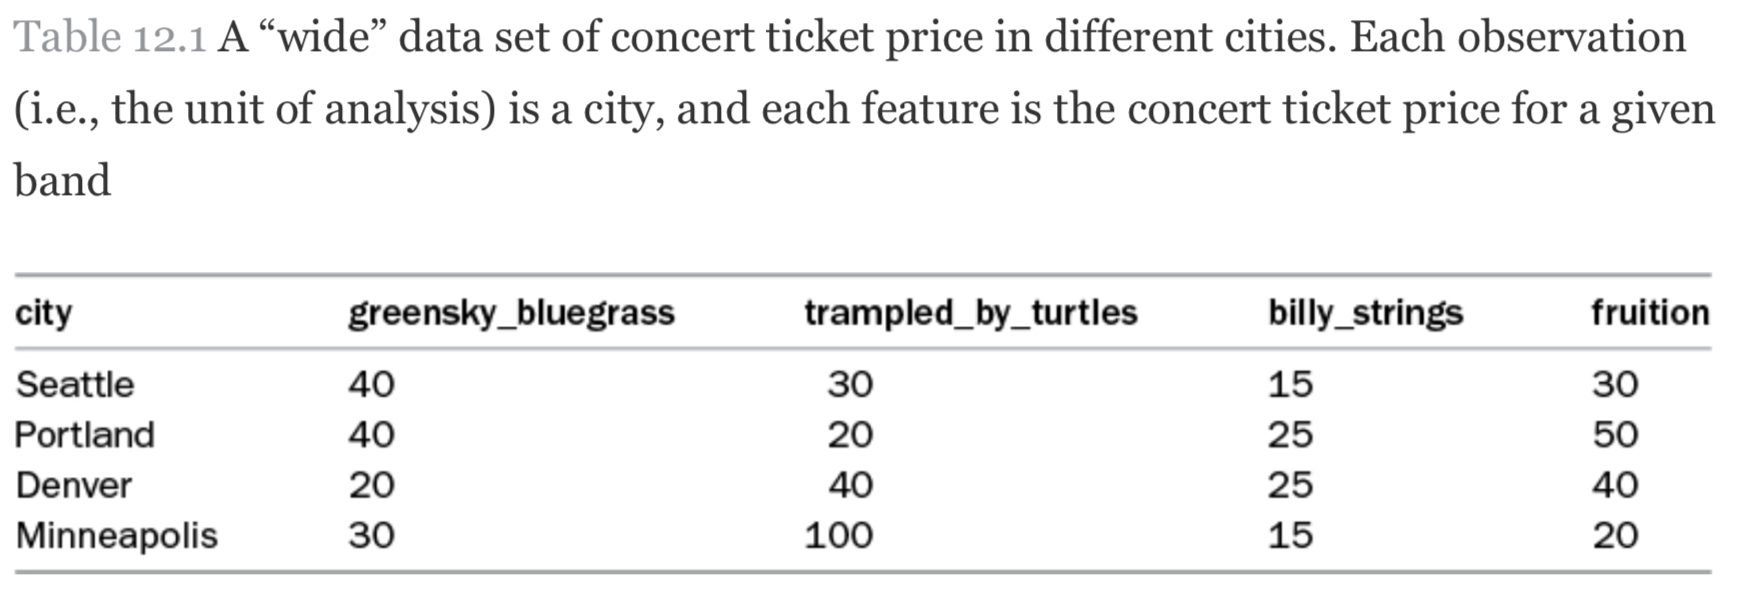 Table 12.1 A “wide” data set of concert ticket price in different cities. Each observation
(i.e., the unit of analysis) is a city, and each feature is the concert ticket price for a given
band
city greensky_bluegrass trampled_by_turtles billy_strings fruition
Seattle 40 30 15 30
Portland 40 20 25 50
Denver 20 40 25 40
Minneapolis 30 100 15 20